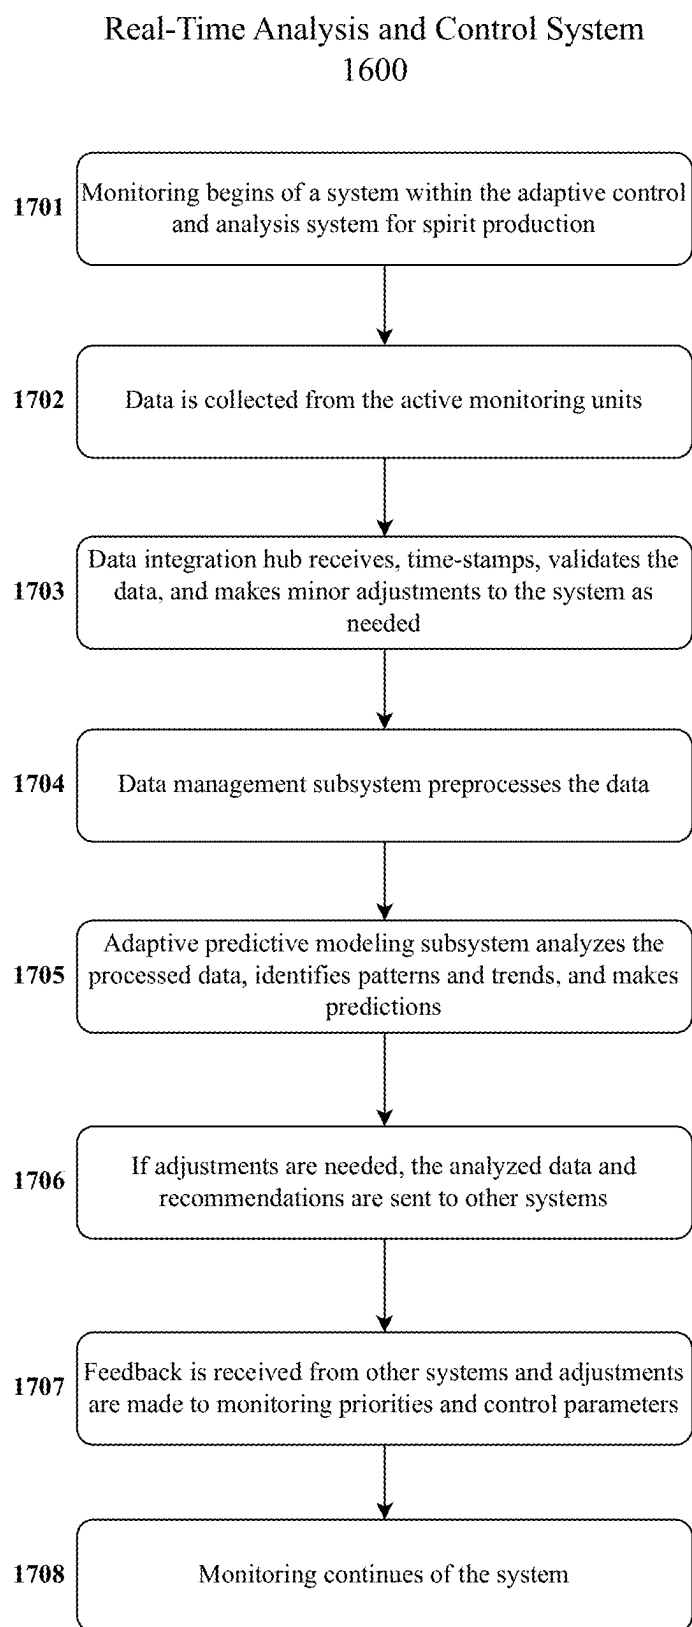 Real-Time Analysis and Control System
1600
1701
Monitoring begins of a system within the adaptive control
and analysis system for spirit production
1702
Data is collected from the active monitoring units
1703
Data integration hub receives, time-stamps, validates the
data, and makes minor adjustments to the system as
needed
1704
Data management subsystem preprocesses the data
1705
Adaptive predictive modeling subsystem analyzes the
processed data, identifies patterns and trends, and makes
predictions
1706
If adjustments are needed, the analyzed data and
recommendations are sent to other systems
1707
Feedback is received from other systems and adjustments
are made to monitoring priorities and control parameters
1708
Monitoring continues of the system